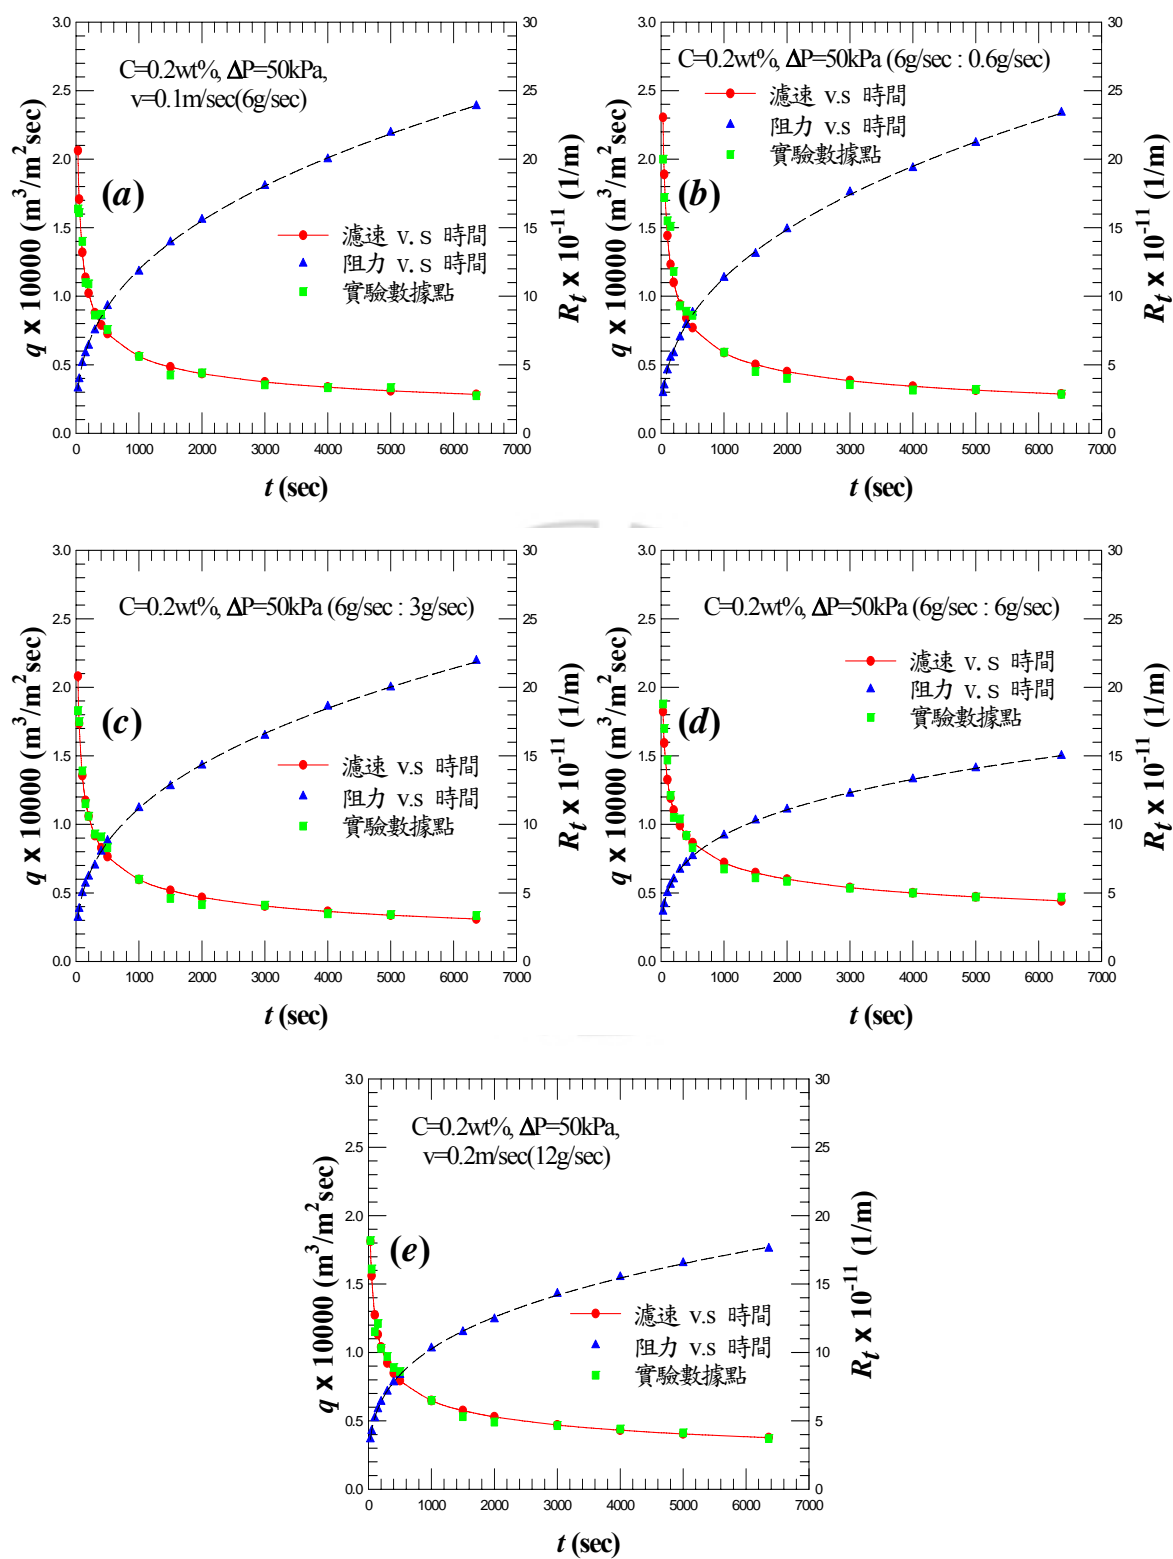 C=0.2wt%, ΔP=50kPa,
v=0.1m/sec(6g/sec)
(a)
濾速 v.s 時間
阻力 v.s 時間
實驗數據點
q x 10000 (m³/m²sec)
3.0
2.5
2.0
1.5
1.0
0.5
0.0
30
25
20
15
10
5
0
R_t x 10⁻¹¹ (1/m)
0 1000 2000 3000 4000 5000 6000 7000
t (sec)
C=0.2wt%, ΔP=50kPa (6g/sec : 0.6g/sec)
濾速 v.s 時間
阻力 v.s 時間
實驗數據點
(b)
q x 10000 (m³/m²sec)
3.0
2.5
2.0
1.5
1.0
0.5
0.0
30
25
20
15
10
5
0
R_t x 10⁻¹¹ (1/m)
0 1000 2000 3000 4000 5000 6000 7000
t (sec)
C=0.2wt%, ΔP=50kPa (6g/sec : 3g/sec)
(c)
濾速 v.s 時間
阻力 v.s 時間
實驗數據點
q x 10000 (m³/m²sec)
3.0
2.5
2.0
1.5
1.0
0.5
0.0
30
25
20
15
10
5
0
R_t x 10⁻¹¹ (1/m)
0 1000 2000 3000 4000 5000 6000 7000
t (sec)
C=0.2wt%, ΔP=50kPa (6g/sec : 6g/sec)
濾速 v.s 時間
阻力 v.s 時間
實驗數據點
(d)
q x 10000 (m³/m²sec)
3.0
2.5
2.0
1.5
1.0
0.5
0.0
30
25
20
15
10
5
0
R_t x 10⁻¹¹ (1/m)
0 1000 2000 3000 4000 5000 6000 7000
t (sec)
C=0.2wt%, ΔP=50kPa,
v=0.2m/sec(12g/sec)
(e)
濾速 v.s 時間
阻力 v.s 時間
實驗數據點
q x 10000 (m³/m²sec)
3.0
2.5
2.0
1.5
1.0
0.5
0.0
30
25
20
15
10
5
0
R_t x 10⁻¹¹ (1/m)
0 1000 2000 3000 4000 5000 6000 7000
t (sec)